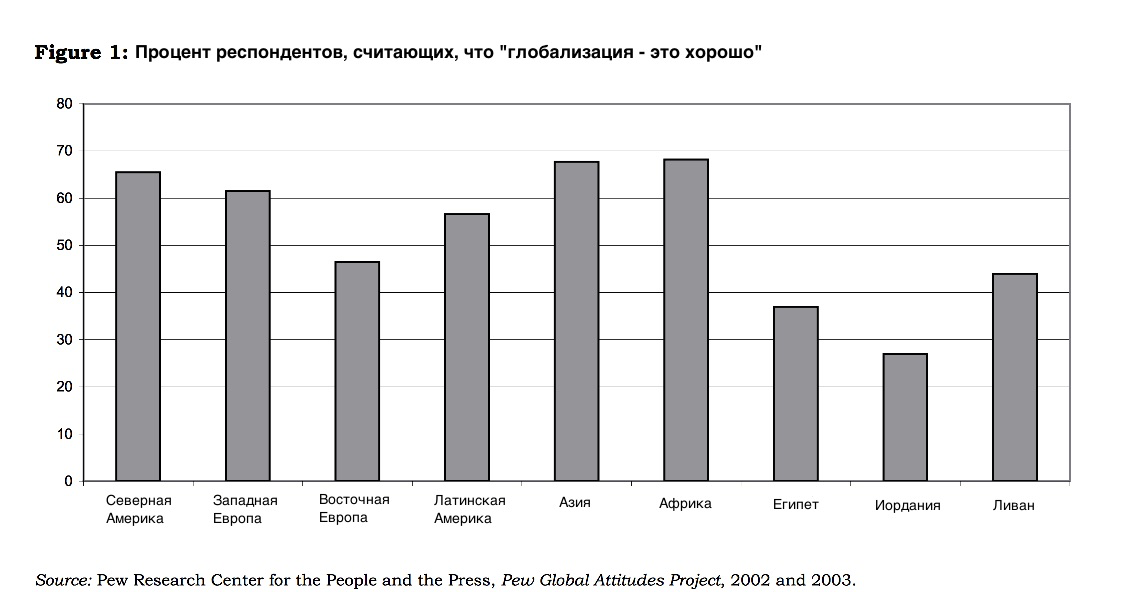 Figure 1: Процент респондентов, считающих, что "глобализация - это хорошо"
80
70
60
50
40
30
20
10
0
Северная Америка
Западная Европа
Восточная Европа
Латинская Америка
Азия
Африка
Египет
Иордания
Ливан
Source: Pew Research Center for the People and the Press, Pew Global Attitudes Project, 2002 and 2003.